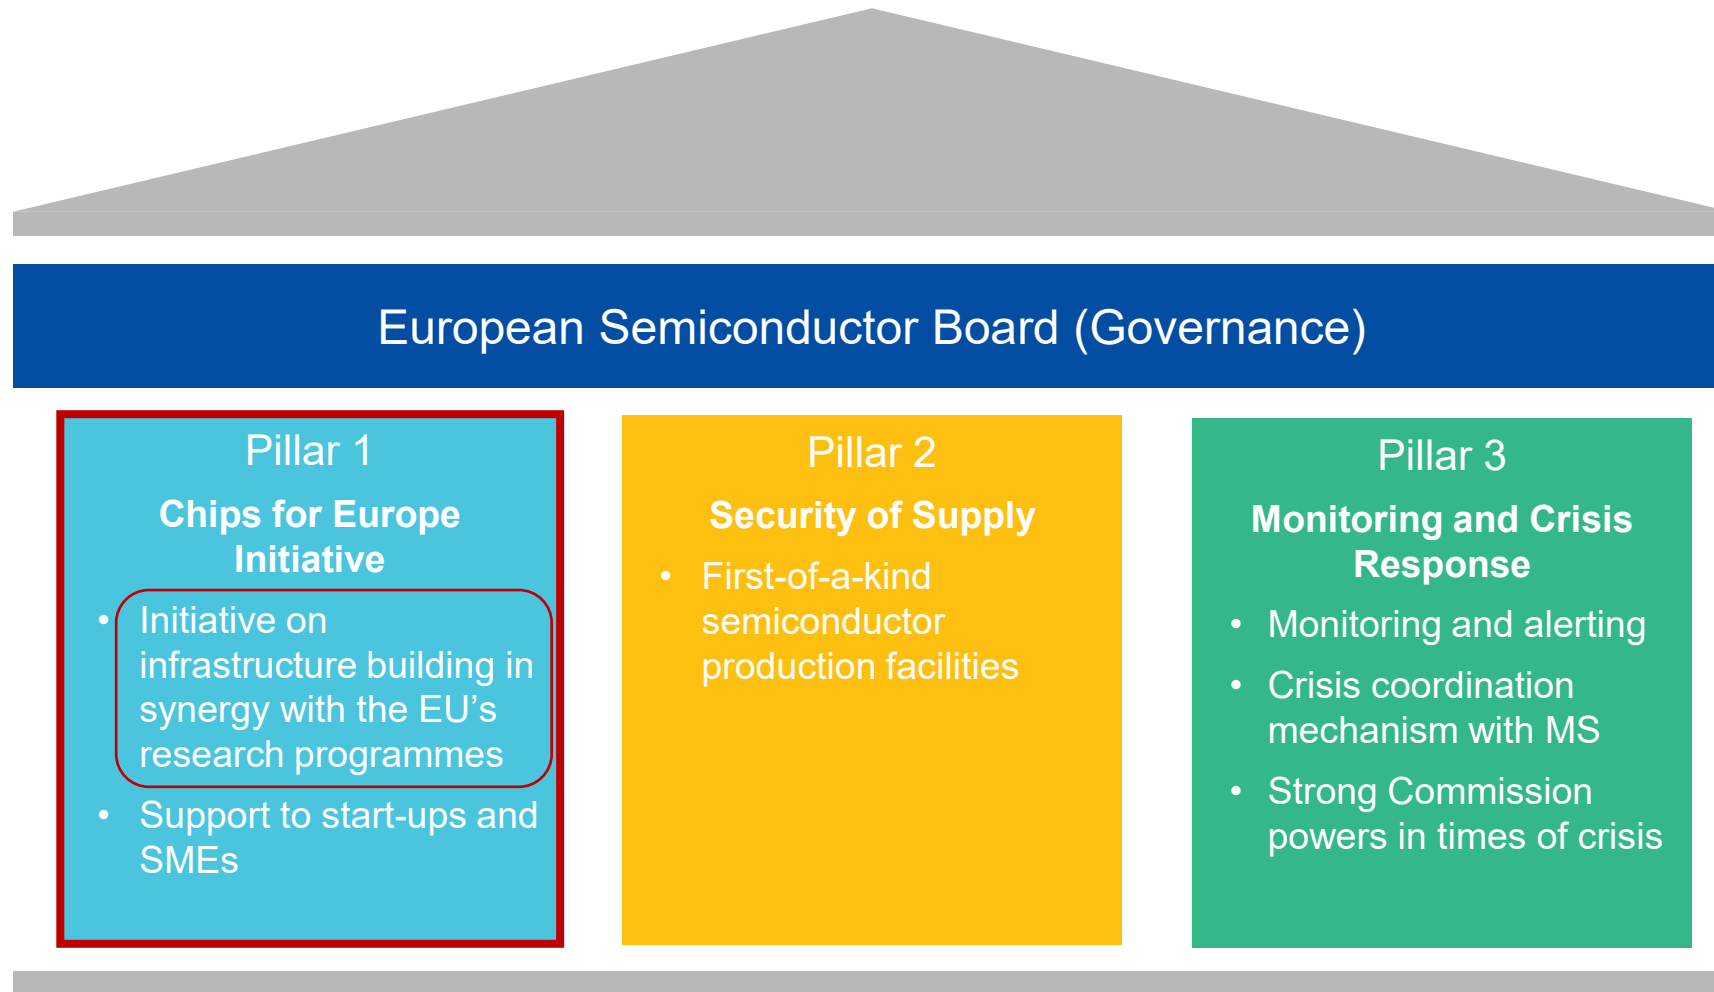 European Semiconductor Board (Governance)
Pillar 1
Chips for Europe
Initiative
• Initiative on
infrastructure building in
synergy with the EU’s
research programmes
• Support to start-ups and
SMEs
Pillar 2
Security of Supply
• First-of-a-kind
semiconductor
production facilities
Pillar 3
Monitoring and Crisis
Response
• Monitoring and alerting
• Crisis coordination
mechanism with MS
• Strong Commission
powers in times of crisis